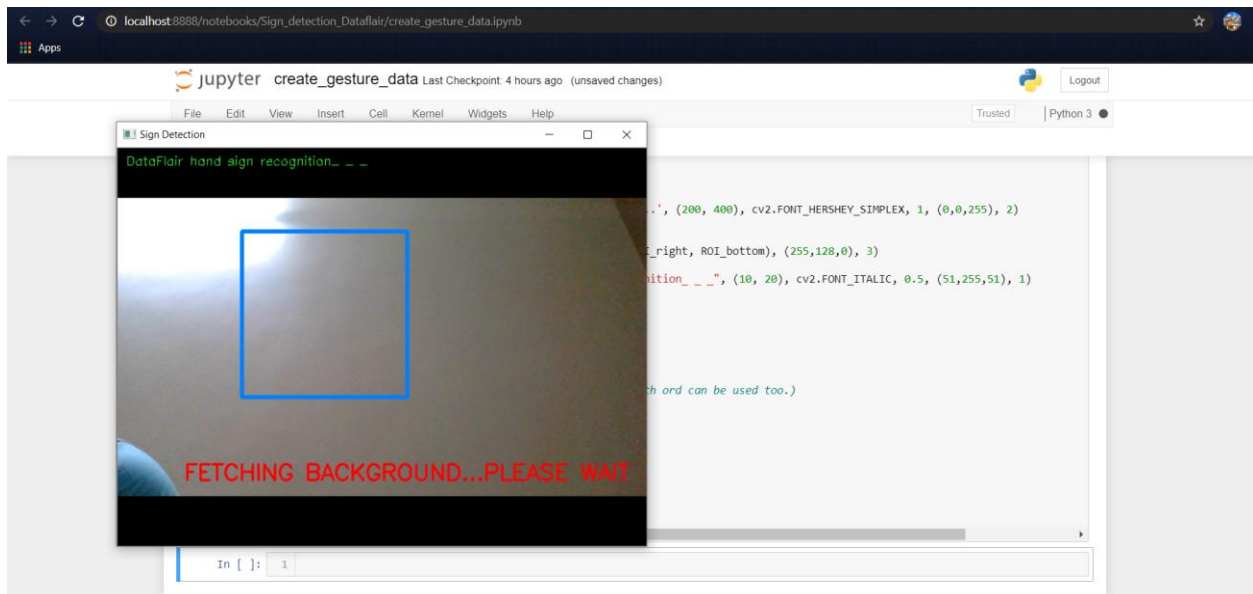 localhost:8888/notebooks/Sign_detection_Dataflair/create_gesture_data.ipynb
Apps
jupyter create_gesture_data Last Checkpoint: 4 hours ago (unsaved changes)
Logout
File Edit View Insert Cell Kernel Widgets Help
Trusted
Python 3
Sign Detection
DataFlair hand sign recognition_ _ _
FETCHING BACKGROUND...PLEASE WAIT
..', (200, 400), cv2.FONT_HERSHEY_SIMPLEX, 1, (0,0,255), 2)
I_right, ROI_bottom), (255,128,0), 3)
nition_ _ _", (10, 20), cv2.FONT_ITALIC, 0.5, (51,255,51), 1)
th ord can be used too.)
In [ ]: 1